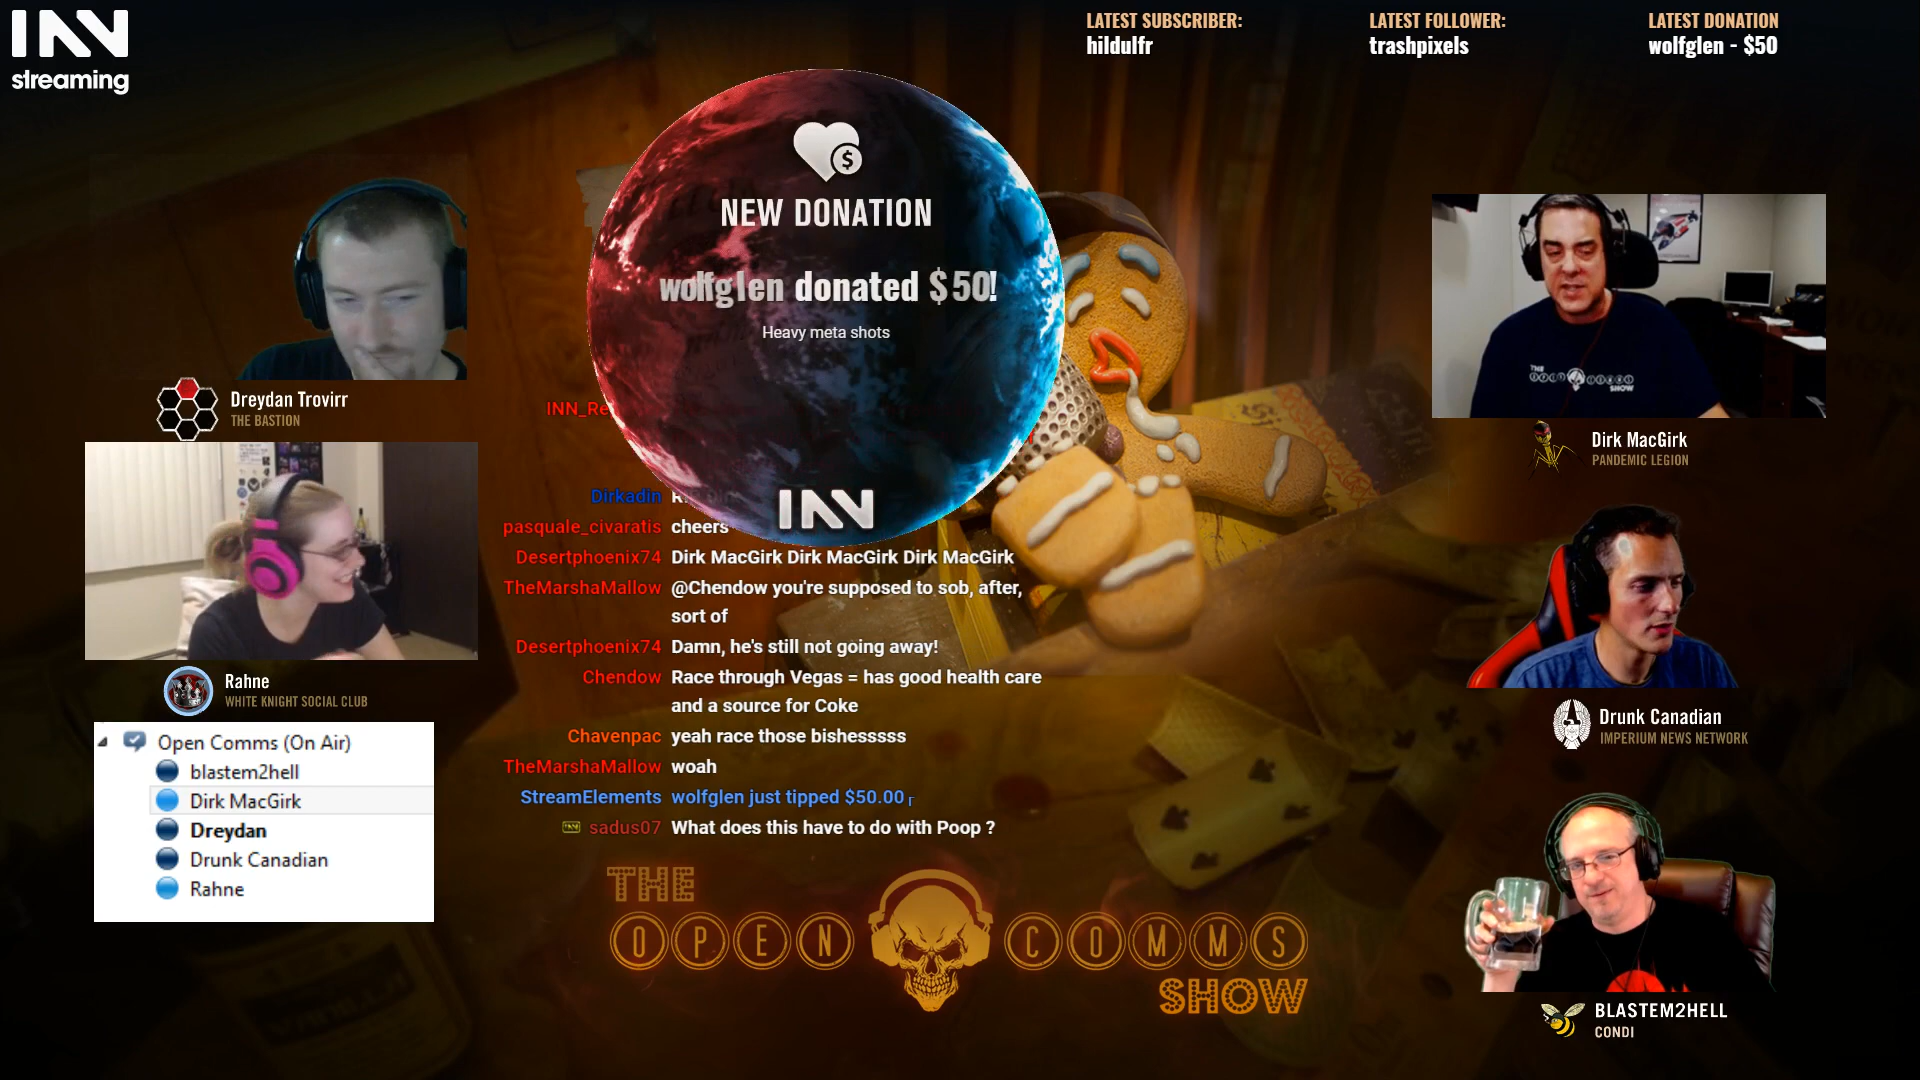 INN
streaming
LATEST SUBSCRIBER:
hildulfr
LATEST FOLLOWER:
trashpixels
LATEST DONATION
wolfglen - $50
NEW DONATION
wolfglen donated $50!
Heavy meta shots
INN
Dreydan Trovirr
THE BASTION
Rahne
WHITE KNIGHT SOCIAL CLUB
Open Comms (On Air)
blastem2hell
Dirk MacGirk
Dreydan
Drunk Canadian
Rahne
INN_Re
Dirkadin
pasquale_civaratis cheers
Desertphoenix74 Dirk MacGirk Dirk MacGirk Dirk MacGirk
TheMarshaMallow @Chendow you're supposed to sob, after,
sort of
Desertphoenix74 Damn, he's still not going away!
Chendow Race through Vegas = has good health care
and a source for Coke
Chavenpac yeah race those bishesssss
TheMarshaMallow woah
StreamElements wolfglen just tipped $50.00
sadus07 What does this have to do with Poop ?
THE
OPEN COMMS
SHOW
THE
OPEN COMMS
SHOW
Dirk MacGirk
PANDEMIC LEGION
Drunk Canadian
IMPERIUM NEWS NETWORK
BLASTEM2HELL
CONDI